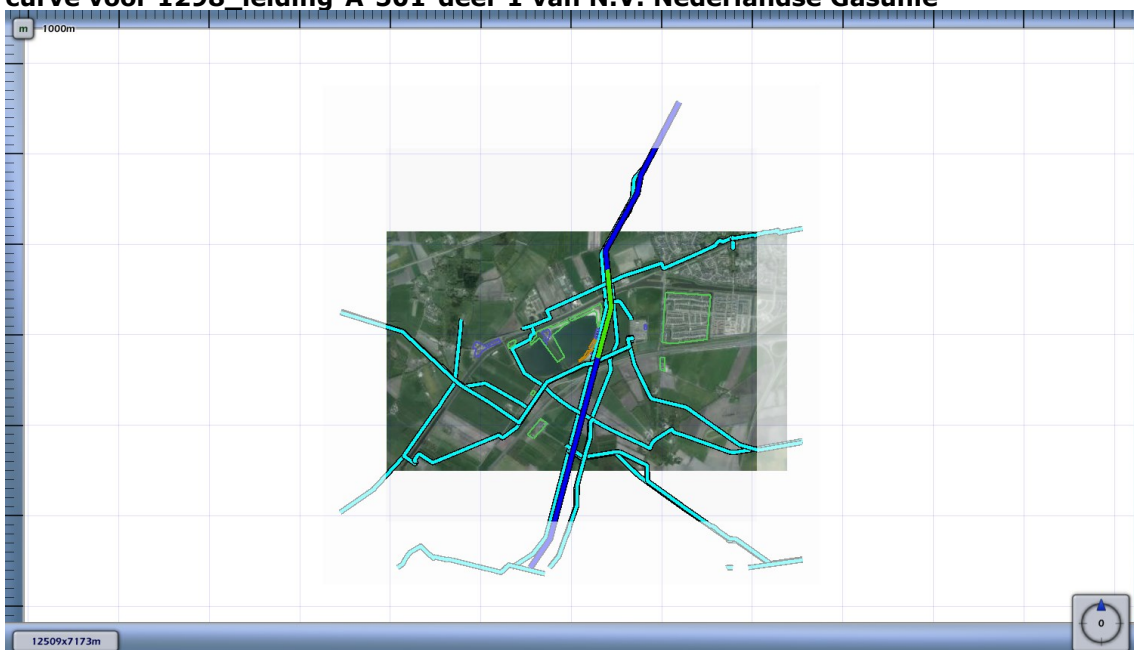 curve voor 1298_leiding-A-501-deel-1 van N.V. Nederlandse Gasunie
m
1000m
12509x7173m
0